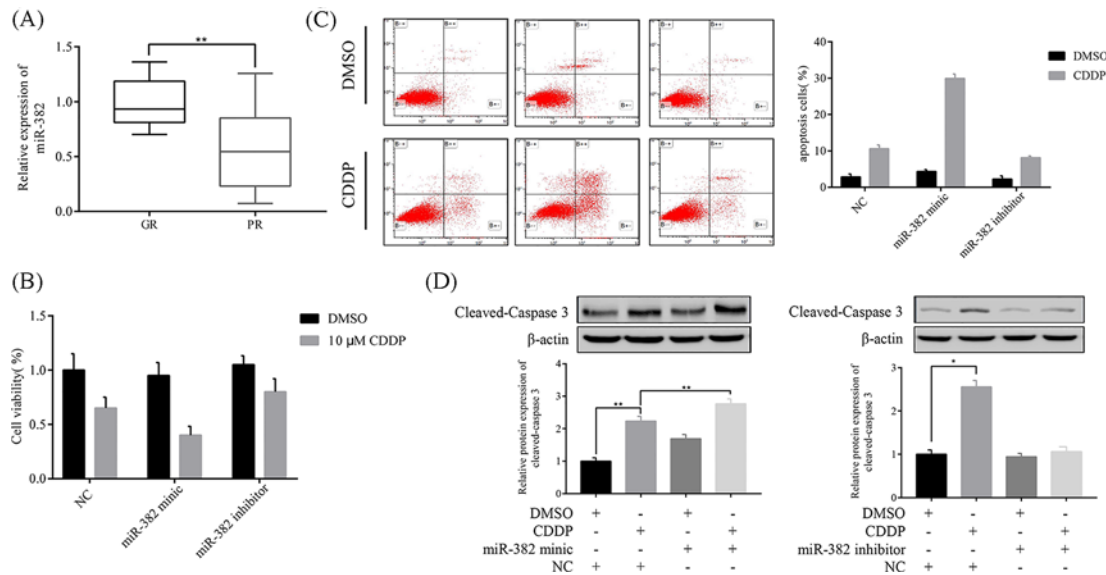 (A)
**
Relative expression of
miR-382
1.5
1.0
0.5
0.0
GR
PR
(B)
Cell viability( %)
1.5
1.0
0.5
0.0
NC
miR-382 minic
miR-382 inhibitor
DMSO
10 μM CDDP
(C)
DMSO
CDDP
apoptosis cells( %)
40
30
20
10
0
NC
miR-382 minic
miR-382 inhibitor
DMSO
CDDP
(D)
Cleaved-Caspase 3
β-actin
Relative protein expression of
cleaved-caspase 3
4
3
2
1
0
**
**
DMSO + - + -
CDDP - + - +
miR-382 minic - - + +
NC + + - -
Cleaved-Caspase 3
β-actin
Relative protein expression of
cleaved-caspase 3
3
2
1
0
*
DMSO + - + -
CDDP - + - +
miR-382 inhibitor - - + +
NC + + - -